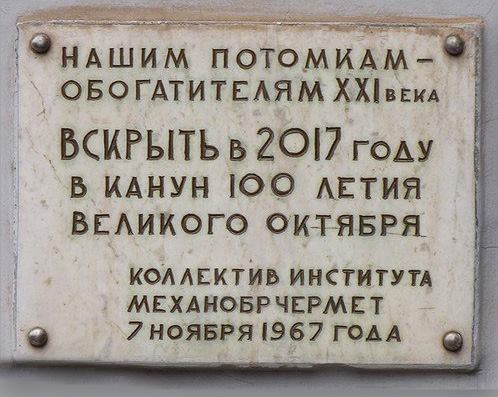 НАШИМ ПОТОМКАМ —
ОБОГАТИТЕЛЯМ XXI ВЕКА
ВСКРЫТЬ В 2017 ГОДУ
В КАНУН 100 ЛЕТИЯ
ВЕЛИКОГО ОКТЯБРЯ
КОЛЛЕКТИВ ИНСТИТУТА
МЕХАНОБРЧЕРМЕТ
7 НОЯБРЯ 1967 ГОДА